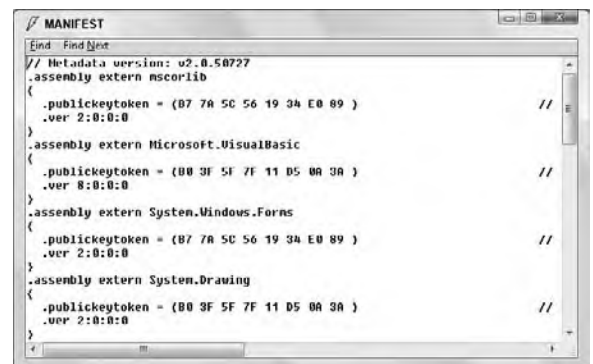 MANIFEST
Find Find Next
// Metadata version: v2.0.50727
.assembly extern mscorlib
{
  .publickeytoken = (B7 7A 5C 56 19 34 E0 89 ) //
  .ver 2:0:0:0
}
.assembly extern Microsoft.VisualBasic
{
  .publickeytoken = (B0 3F 5F 7F 11 D5 0A 3A ) //
  .ver 8:0:0:0
}
.assembly extern System.Windows.Forms
{
  .publickeytoken = (B7 7A 5C 56 19 34 E0 89 ) //
  .ver 2:0:0:0
}
.assembly extern System.Drawing
{
  .publickeytoken = (B0 3F 5F 7F 11 D5 0A 3A ) //
  .ver 2:0:0:0
}